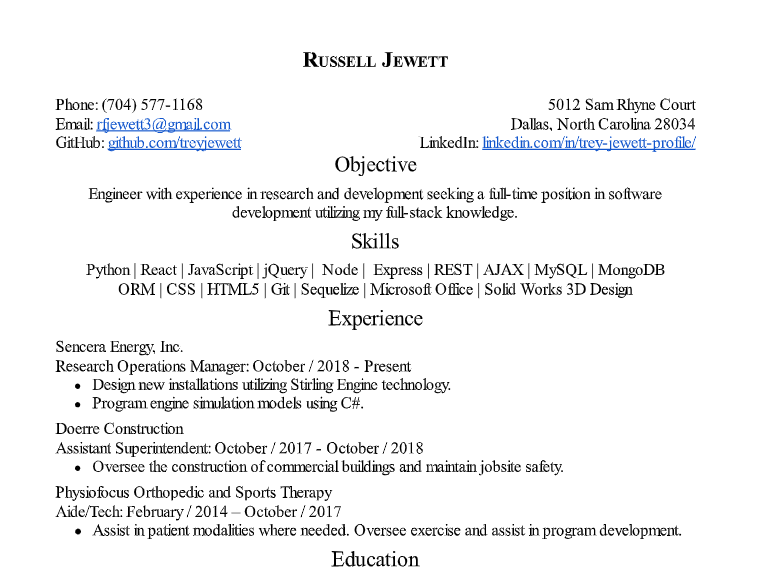 RUSSELL JEWETT
Phone: (704) 577-1168
5012 Sam Rhyne Court
Email: rfjewett3@gmail.com
Dallas, North Carolina 28034
GitHub: github.com/treyjewett
LinkedIn: linkedin.com/in/trey-jewett-profile/
Objective
Engineer with experience in research and development seeking a full-time position in software
development utilizing my full-stack knowledge.
Skills
Python | React | JavaScript | jQuery | Node | Express | REST | AJAX | MySQL | MongoDB
ORM | CSS | HTML5 | Git | Sequelize | Microsoft Office | Solid Works 3D Design
Experience
Sencera Energy, Inc.
Research Operations Manager: October / 2018 - Present
• Design new installations utilizing Stirling Engine technology.
• Program engine simulation models using C#.
Doerre Construction
Assistant Superintendent: October / 2017 - October / 2018
• Oversee the construction of commercial buildings and maintain jobsite safety.
Physiofocus Orthopedic and Sports Therapy
Aide/Tech: February / 2014 – October / 2017
• Assist in patient modalities where needed. Oversee exercise and assist in program development.
Education